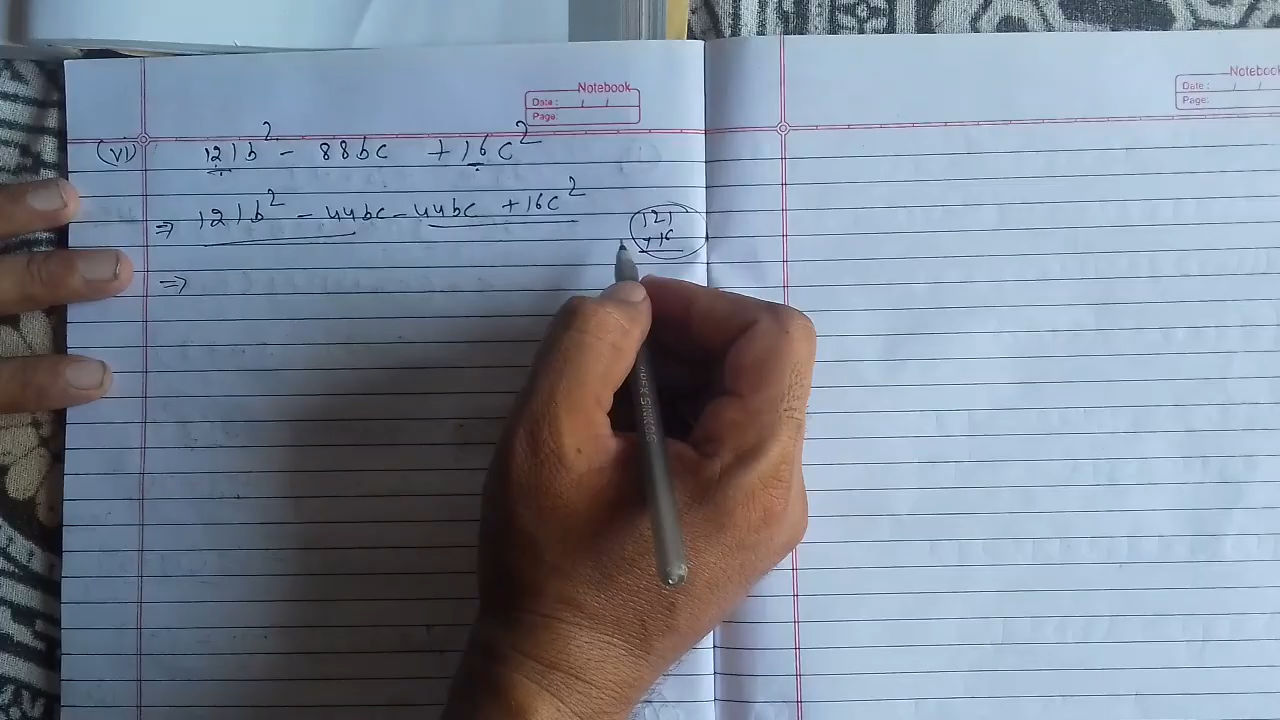 Notebook
Date : / /
Page:
Notebook
Date : / /
Page:
(vi) 121b² - 88bc + 16c²
⇒ 121b² - 44bc - 44bc + 16c²
121
16
⇒